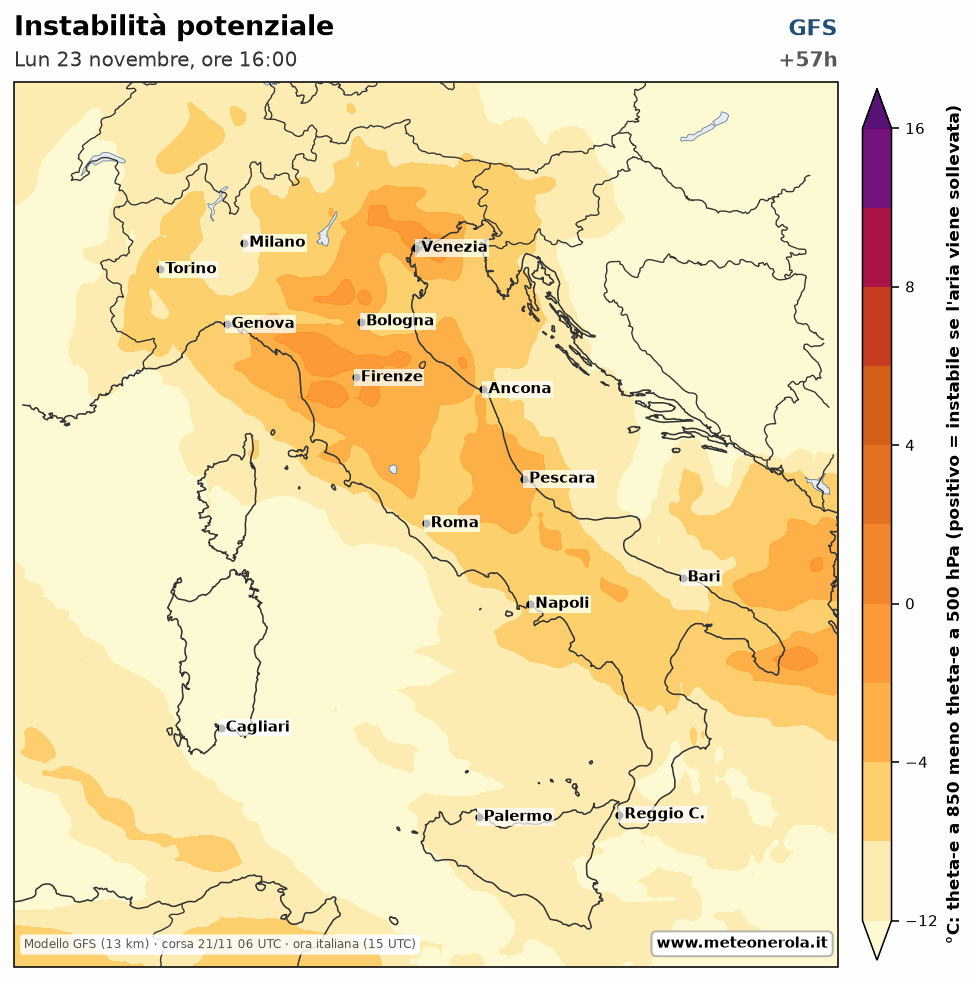 Instabilità potenziale
GFS
Lun 23 novembre, ore 16:00
+57h
16
8
4
0
−4
−12
°C: theta-e a 850 meno theta-e a 500 hPa (positivo = instabile se l'aria viene sollevata)
Milano
Venezia
Torino
Genova
Bologna
Firenze
Ancona
Pescara
Roma
Bari
Napoli
Cagliari
Palermo
Reggio C.
Modello GFS (13 km) · corsa 21/11 06 UTC · ora italiana (15 UTC)
www.meteonerola.it